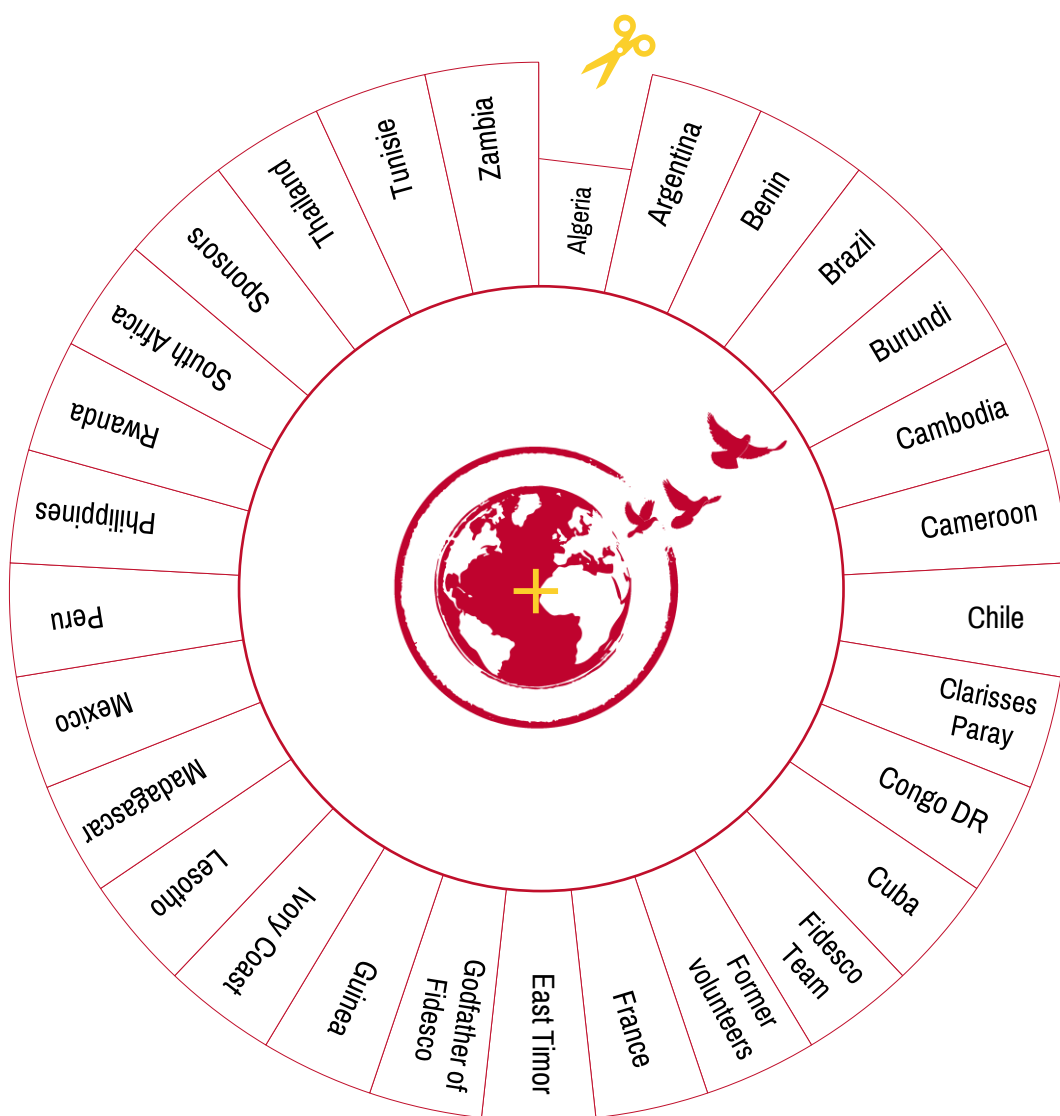 Algeria
Argentina
Benin
Brazil
Burundi
Cambodia
Cameroon
Chile
Clarisses
Paray
Congo DR
Cuba
Fidesco
Team
Former
volunteers
France
East Timor
Godfather of
Fidesco
Guinea
Ivory Coast
Lesotho
Madagascar
Mexico
Peru
Philippines
Rwanda
South Africa
Sponsors
Thailand
Tunisie
Zambia